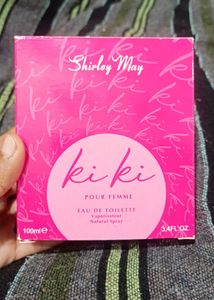 Shirley May
ki ki
POUR FEMME
EAU DE TOILETTE
Vaporisateur
Natural Spray
100ml e 3.4FL'OZ.